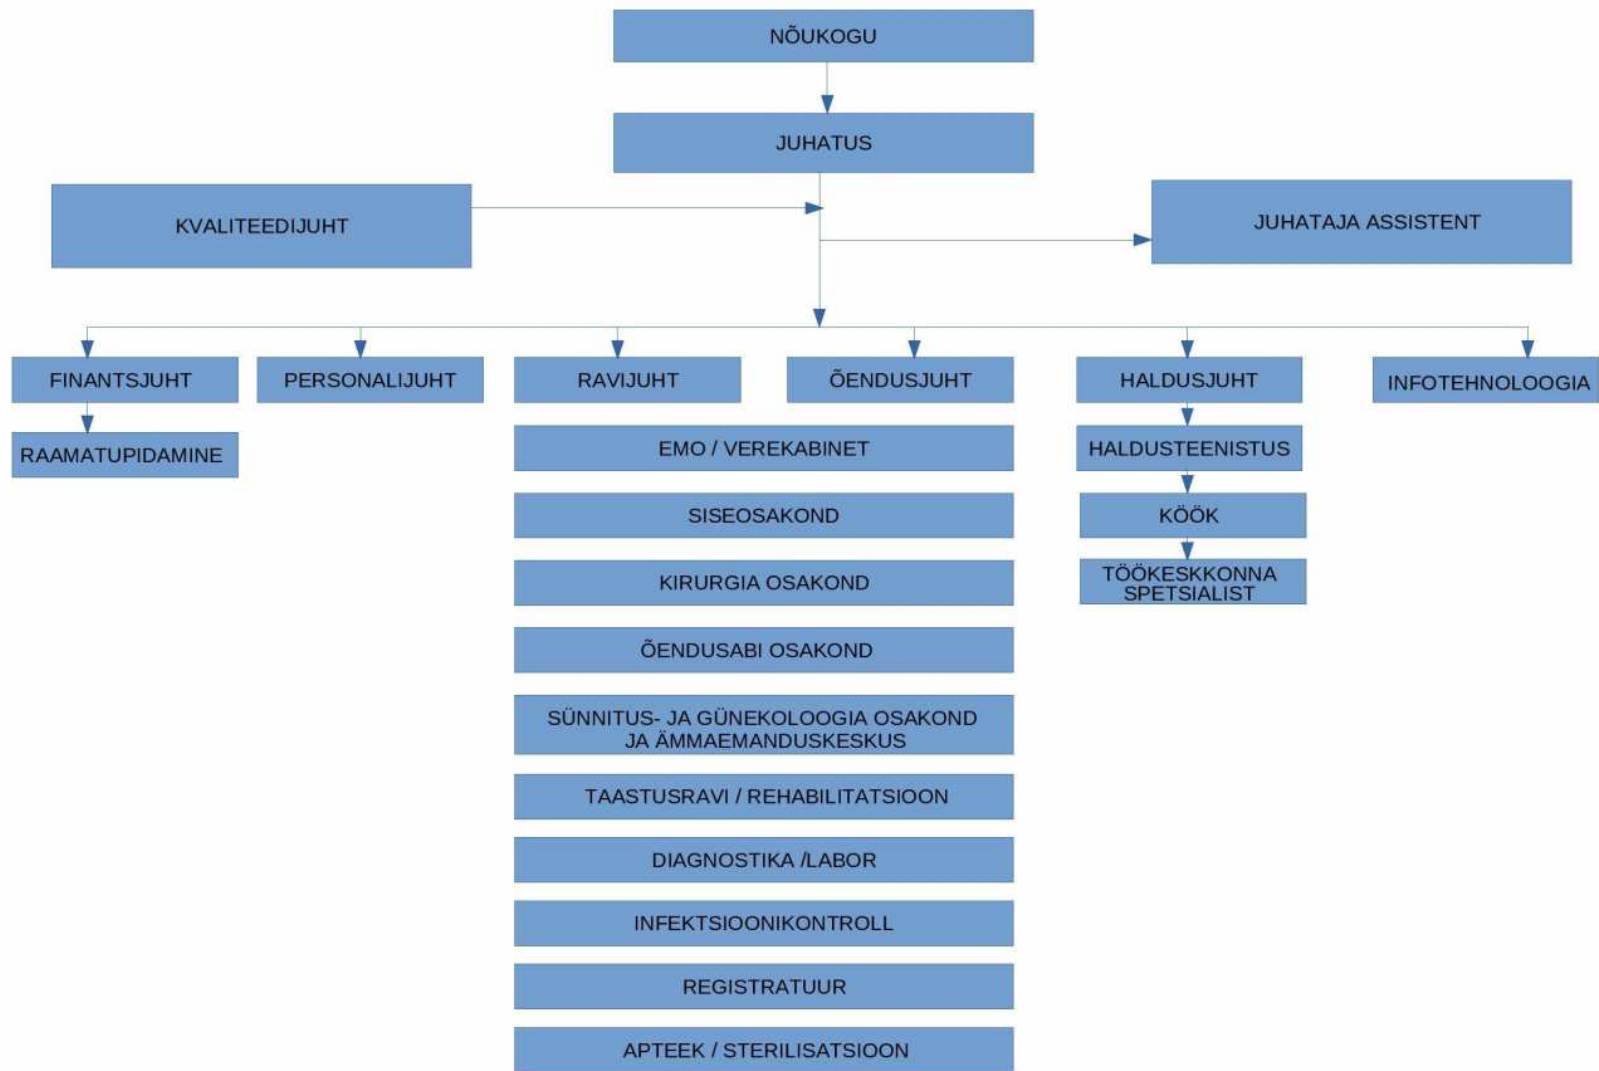 NÕUKOGU
JUHATUS
KVALITEEDIJUHT
JUHATAJA ASSISTENT
FINANTSJUHT
PERSONALIJUHT
RAVIJUHT
ÕENDUSJUHT
HALDUSJUHT
INFOTEHNOLOOGIA
RAAMATUPIDAMINE
EMO / VEREKABINET
HALDUSTEENISTUS
SISEOSAKOND
KÖÖK
KIRURGIA OSAKOND
TÖÖKESKKONNA
SPETSIALIST
ÕENDUSABI OSAKOND
SÜNNITUS- JA GÜNEKOLOOGIA OSAKOND
JA ÄMMAEMANDUSKESKUS
TAASTUSRAVI / REHABILITATSIOON
DIAGNOSTIKA /LABOR
INFEKTSIOONIKONTROLL
REGISTRATUUR
APTEEK / STERILISATSIOON